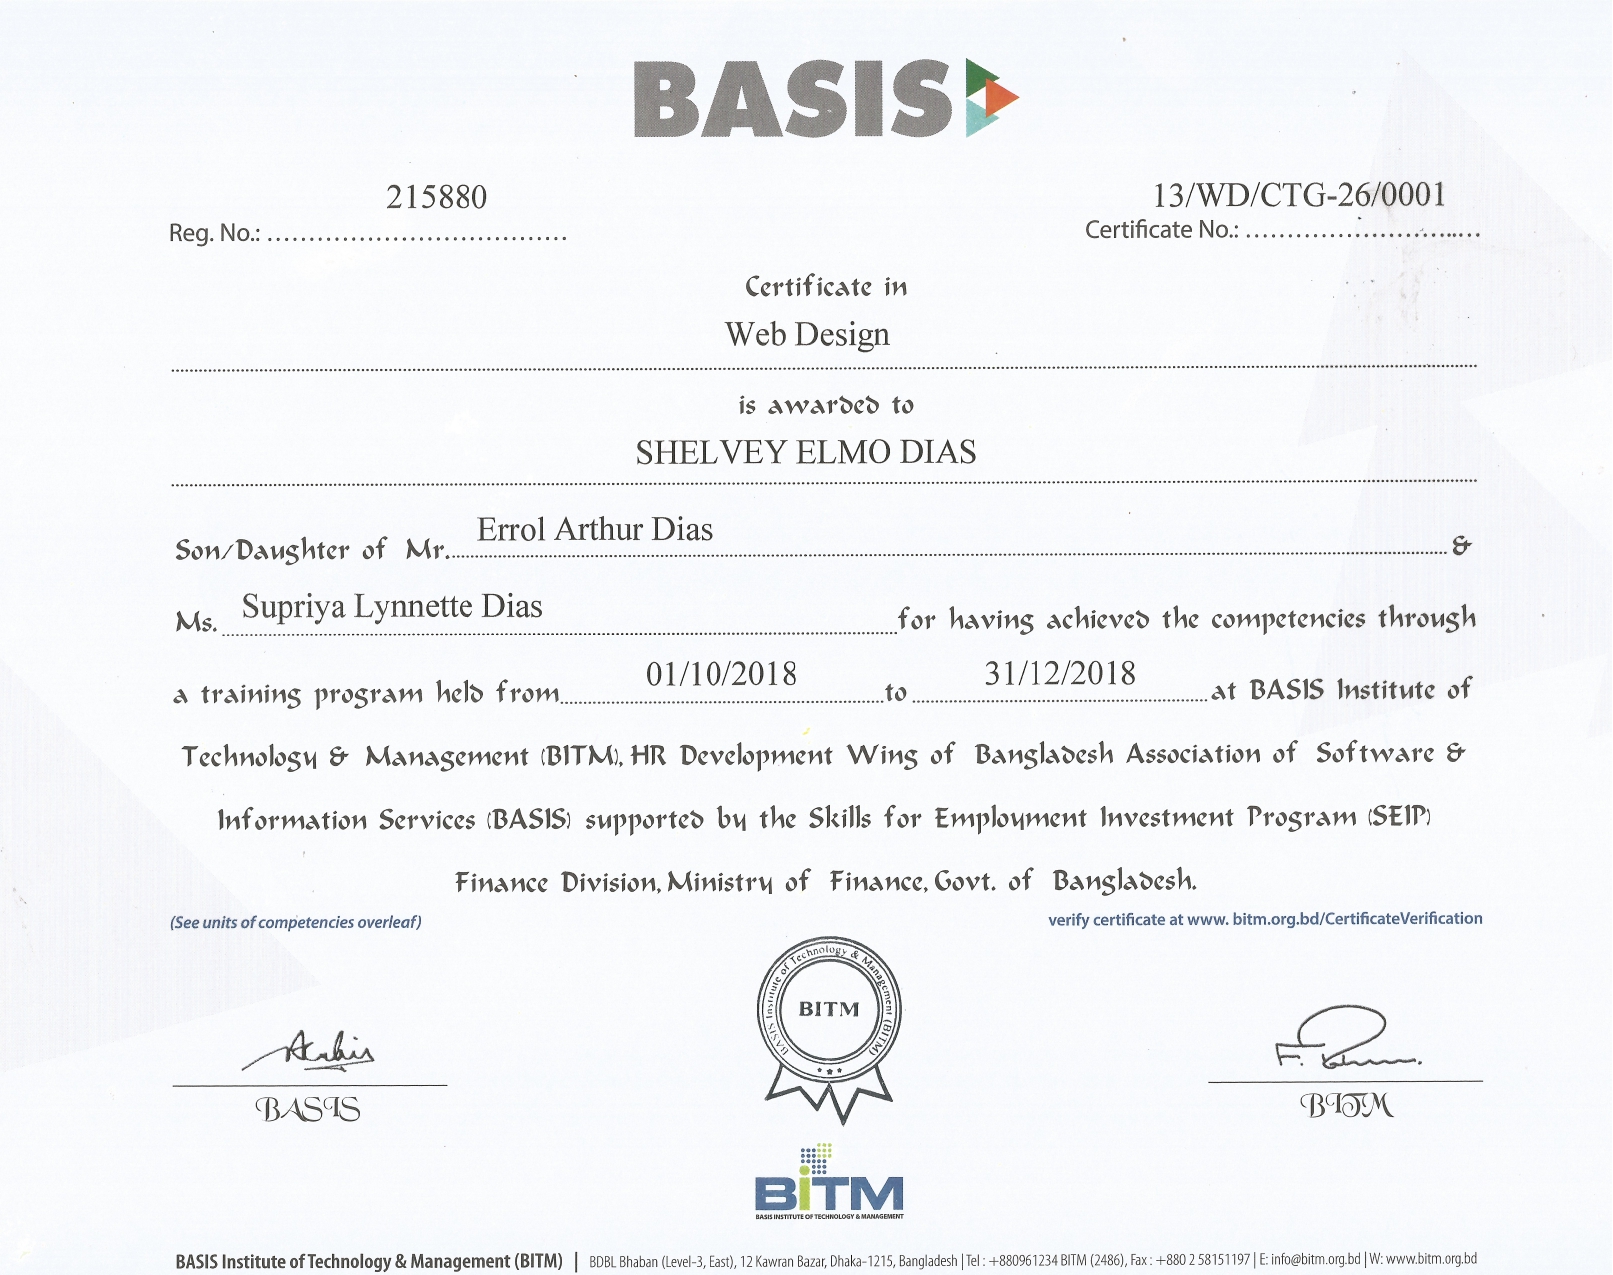 BASIS
215880
13/WD/CTG-26/0001
Reg. No.: ....................................
Certificate No.: ............................
Certificate in
Web Design
is awarded to
SHELVEY ELMO DIAS
Son/Daughter of Mr. Errol Arthur Dias &
Ms. Supriya Lynnette Dias for having achieved the competencies through
a training program held from 01/10/2018 to 31/12/2018 at BASIS Institute of
Technology & Management (BITM), HR Development Wing of Bangladesh Association of Software &
Information Services (BASIS) supported by the Skills for Employment Investment Program (SEIP)
Finance Division, Ministry of Finance, Govt. of Bangladesh.
(See units of competencies overleaf)
verify certificate at www. bitm.org.bd/CertificateVerification
BASIS Institute of Technology & Management (BITM)
BITM
BASIS
BITM
BiTM
BASIS INSTITUTE OF TECHNOLOGY & MANAGEMENT
BASIS Institute of Technology & Management (BITM) | BDBL Bhaban (Level-3, East), 12 Kawran Bazar, Dhaka-1215, Bangladesh | Tel : +880961234 BITM (2486), Fax : +880 2 58151197 | E: info@bitm.org.bd | W: www.bitm.org.bd